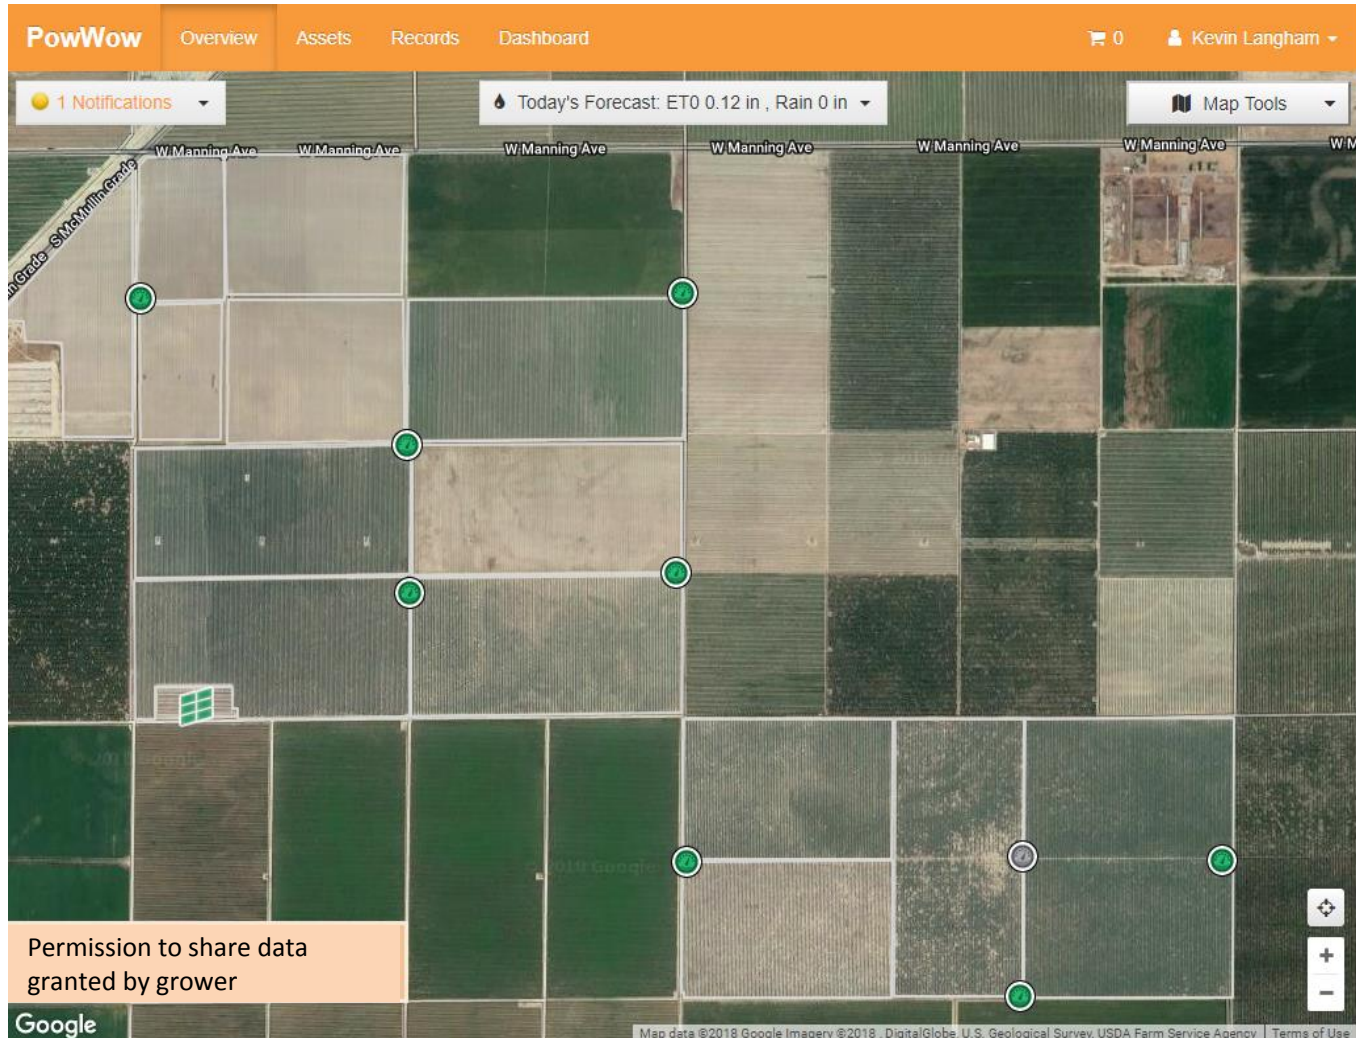 PowWow Overview Assets Records Dashboard 0 Kevin Langham
1 Notifications
Today's Forecast: ET0 0.12 in , Rain 0 in
Map Tools
W Manning Ave W Manning Ave W Manning Ave W Manning Ave W Manning Ave W Manning Ave W M
S McMullin Grade
in Grade
Permission to share data
granted by grower
Google
Map data ©2018 Google Imagery ©2018 , DigitalGlobe, U.S. Geological Survey, USDA Farm Service Agency Terms of Use